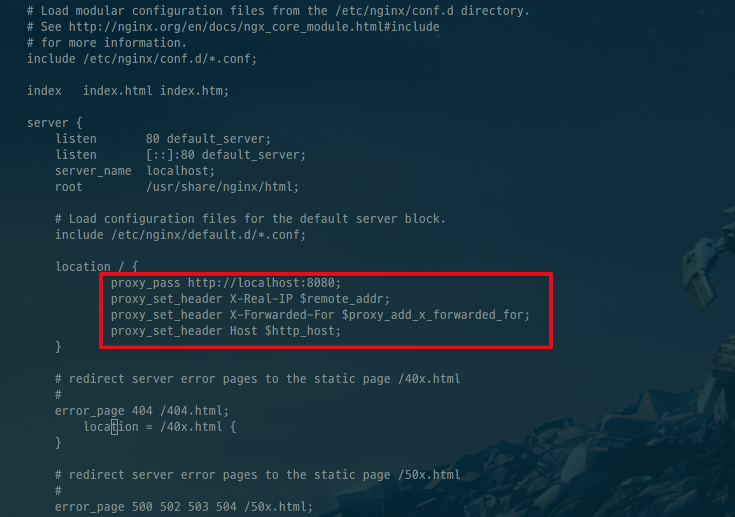 # Load modular configuration files from the /etc/nginx/conf.d directory.
# See http://nginx.org/en/docs/ngx_core_module.html#include
# for more information.
include /etc/nginx/conf.d/*.conf;

index   index.html index.htm;

server {
    listen       80 default_server;
    listen       [::]:80 default_server;
    server_name  localhost;
    root         /usr/share/nginx/html;

    # Load configuration files for the default server block.
    include /etc/nginx/default.d/*.conf;

    location / {
            proxy_pass http://localhost:8080;
            proxy_set_header X-Real-IP $remote_addr;
            proxy_set_header X-Forwarded-For $proxy_add_x_forwarded_for;
            proxy_set_header Host $http_host;
    }

    # redirect server error pages to the static page /40x.html
    #
    error_page 404 /404.html;
        location = /40x.html {
    }

    # redirect server error pages to the static page /50x.html
    #
    error_page 500 502 503 504 /50x.html;